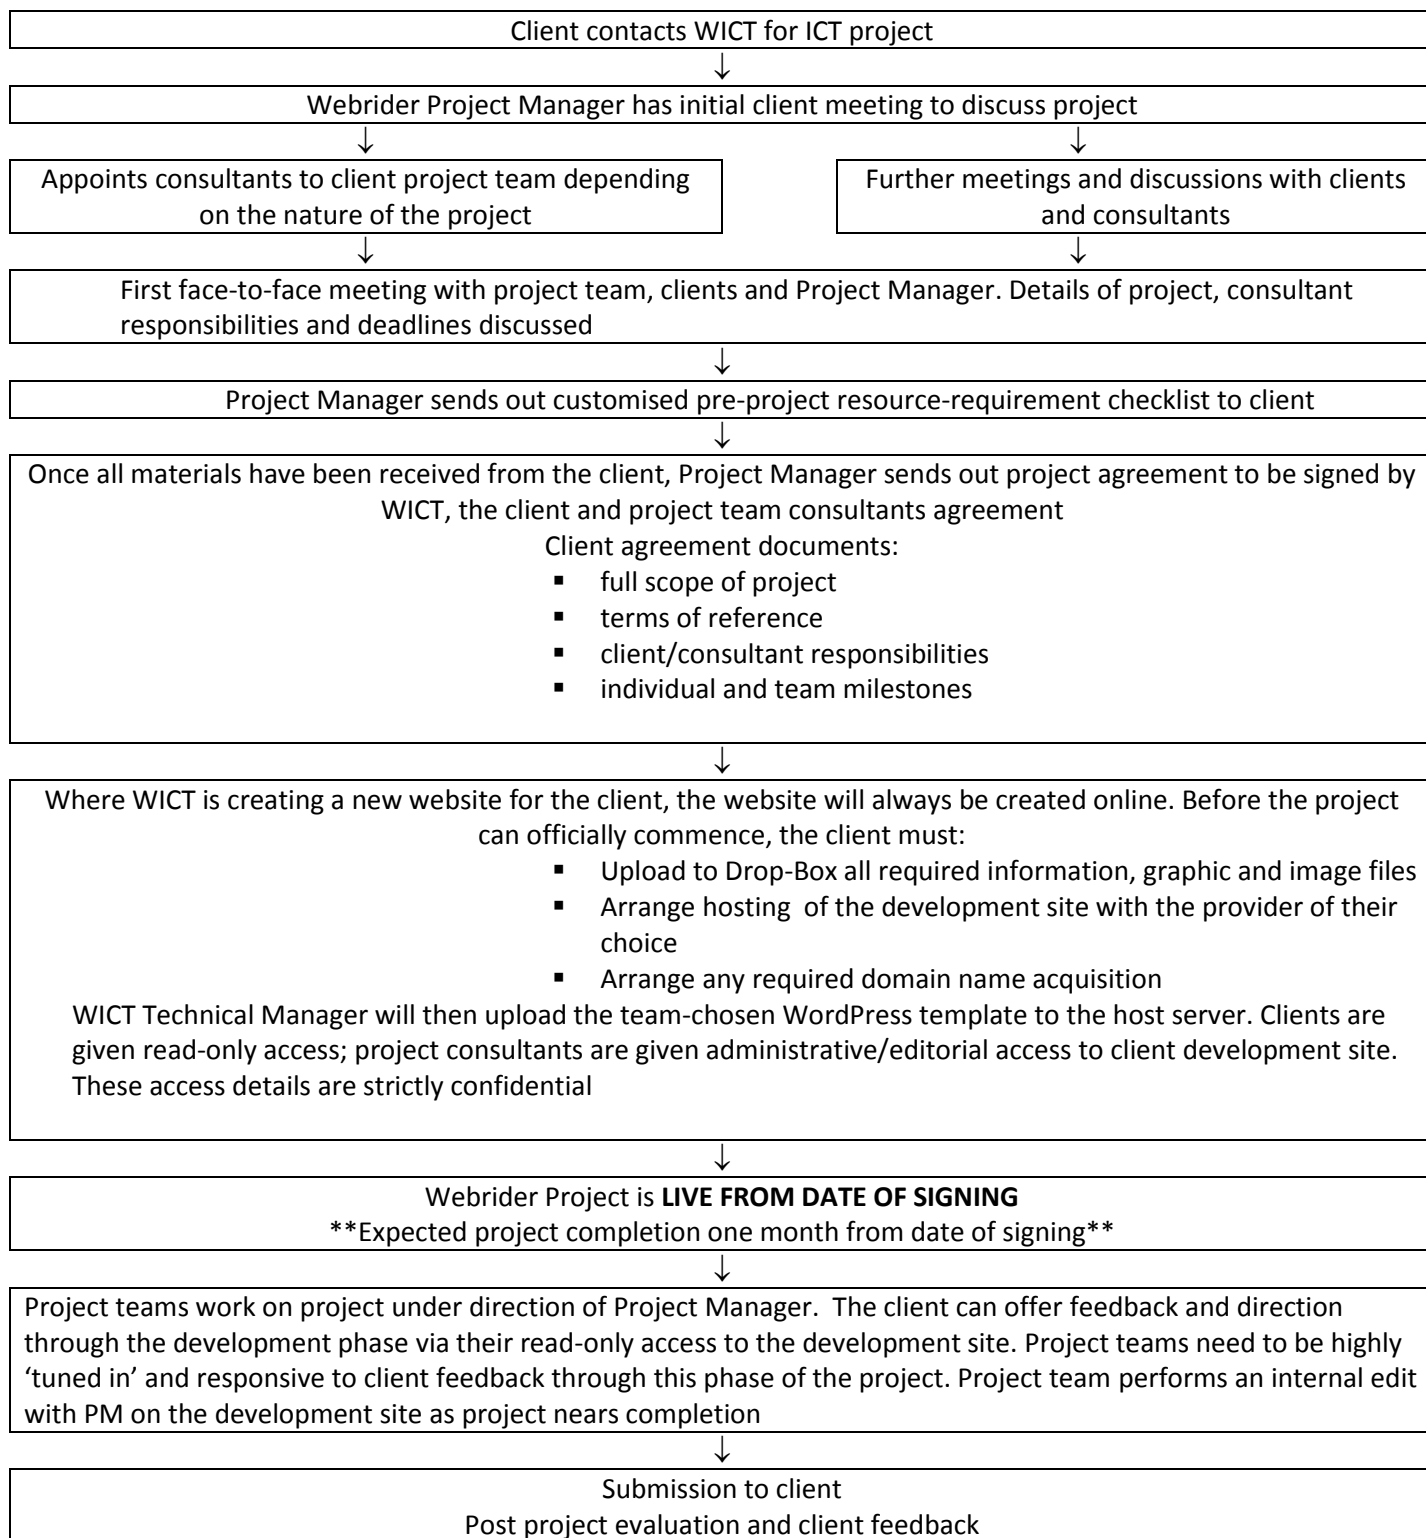 Client contacts WICT for ICT project
↓
Webrider Project Manager has initial client meeting to discuss project
↓ ↓
Appoints consultants to client project team depending
on the nature of the project
Further meetings and discussions with clients
and consultants
↓ ↓
First face-to-face meeting with project team, clients and Project Manager. Details of project, consultant
responsibilities and deadlines discussed
↓
Project Manager sends out customised pre-project resource-requirement checklist to client
↓
Once all materials have been received from the client, Project Manager sends out project agreement to be signed by
WICT, the client and project team consultants agreement
Client agreement documents:
▪ full scope of project
▪ terms of reference
▪ client/consultant responsibilities
▪ individual and team milestones
↓
Where WICT is creating a new website for the client, the website will always be created online. Before the project
can officially commence, the client must:
▪ Upload to Drop-Box all required information, graphic and image files
▪ Arrange hosting of the development site with the provider of their
choice
▪ Arrange any required domain name acquisition
WICT Technical Manager will then upload the team-chosen WordPress template to the host server. Clients are
given read-only access; project consultants are given administrative/editorial access to client development site.
These access details are strictly confidential
↓
Webrider Project is LIVE FROM DATE OF SIGNING
**Expected project completion one month from date of signing**
↓
Project teams work on project under direction of Project Manager. The client can offer feedback and direction
through the development phase via their read-only access to the development site. Project teams need to be highly
‘tuned in’ and responsive to client feedback through this phase of the project. Project team performs an internal edit
with PM on the development site as project nears completion
↓
Submission to client
Post project evaluation and client feedback